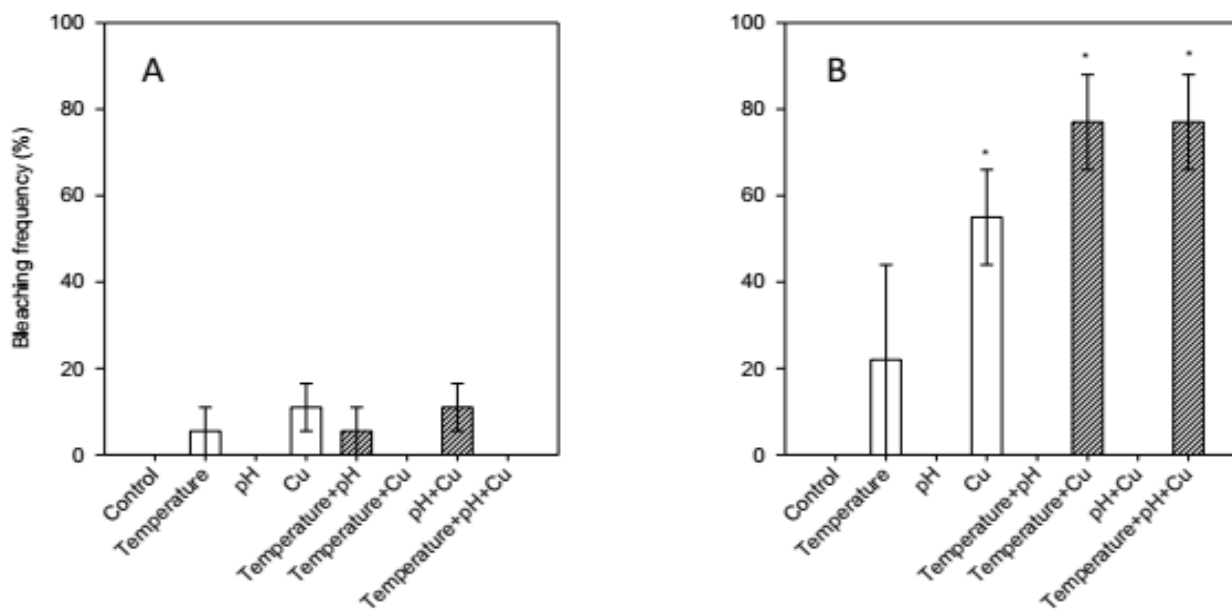 A
Bleaching frequency (%)
100
80
60
40
20
0
Control
Temperature
pH
Cu
Temperature+pH
Temperature+Cu
pH+Cu
Temperature+pH+Cu
B
100
80
60
40
20
0
*
*
*
Control
Temperature
pH
Cu
Temperature+pH
Temperature+Cu
pH+Cu
Temperature+pH+Cu